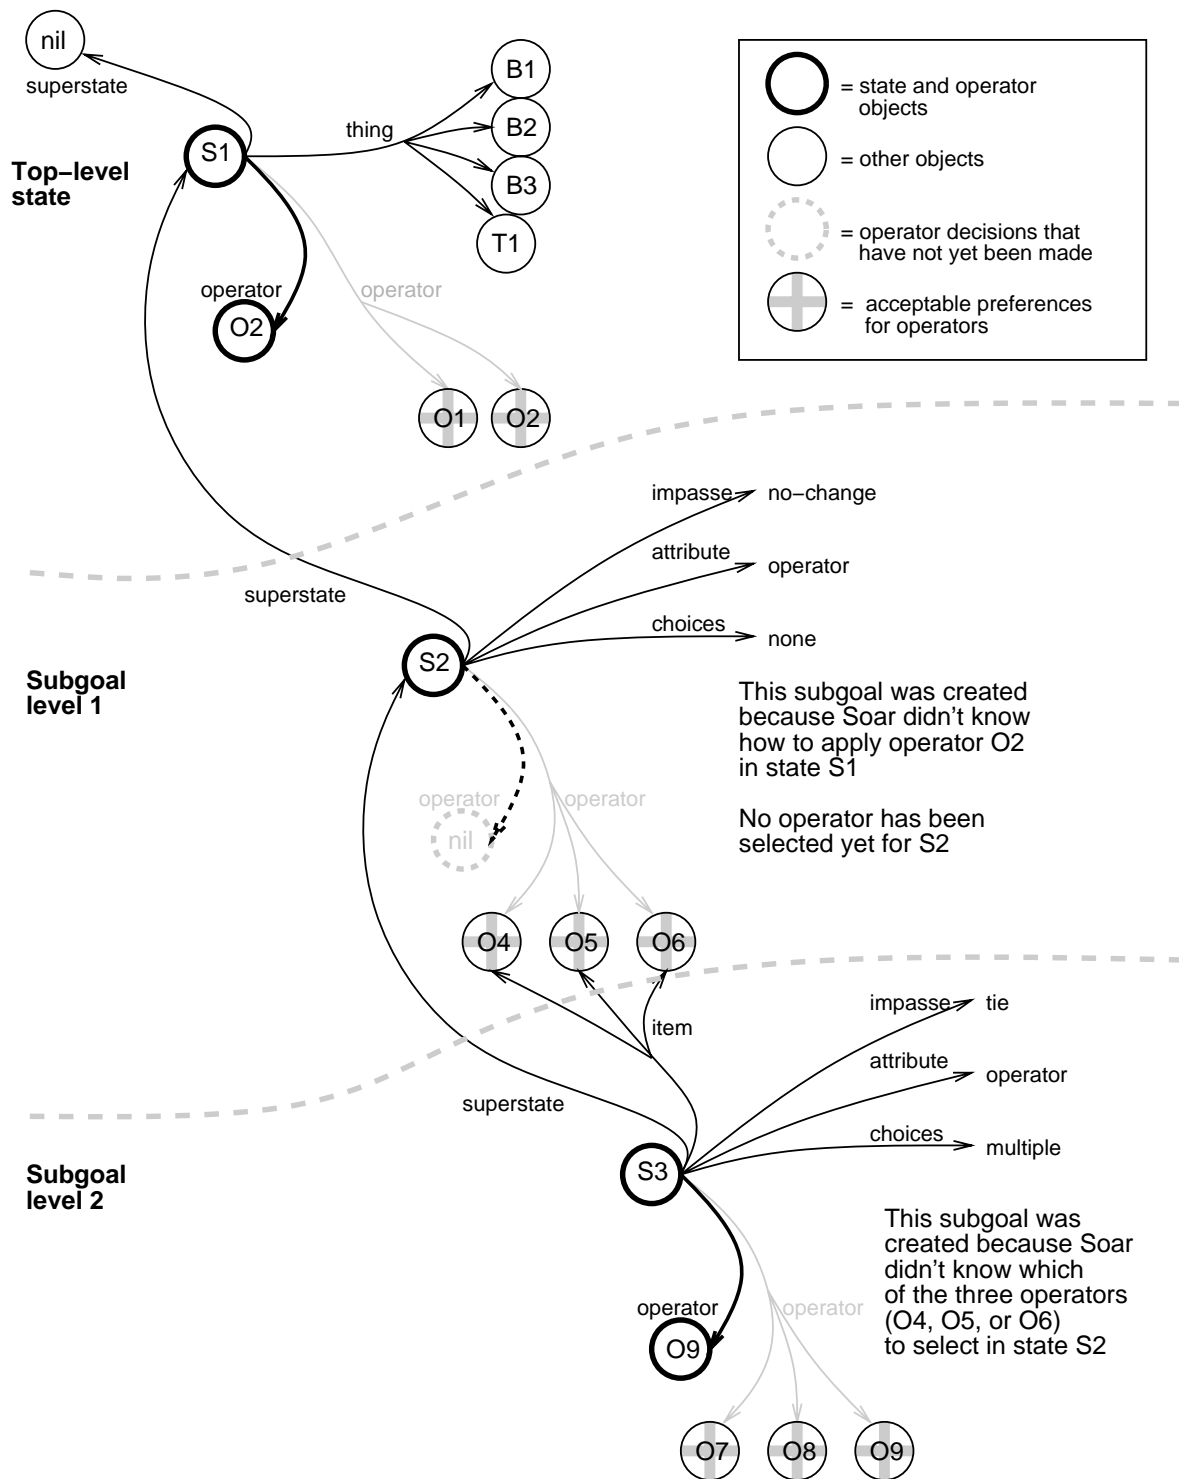 nil
superstate
Top–level
state
S1
thing
B1
B2
B3
T1
operator
O2
operator
O1
O2
= state and operator
objects
= other objects
= operator decisions that
have not yet been made
= acceptable preferences
for operators
superstate
impasse
no–change
attribute
operator
choices
none
Subgoal
level 1
S2
This subgoal was created
because Soar didn't know
how to apply operator O2
in state S1
No operator has been
selected yet for S2
operator
nil
operator
O4
O5
O6
item
superstate
impasse
tie
attribute
operator
choices
multiple
Subgoal
level 2
S3
This subgoal was
created because Soar
didn't know which
of the three operators
(O4, O5, or O6)
to select in state S2
operator
O9
operator
O7
O8
O9